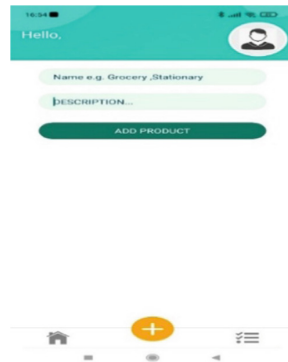 16:54
Hello,
Name e.g. Grocery ,Stationary
DESCRIPTION...
ADD PRODUCT